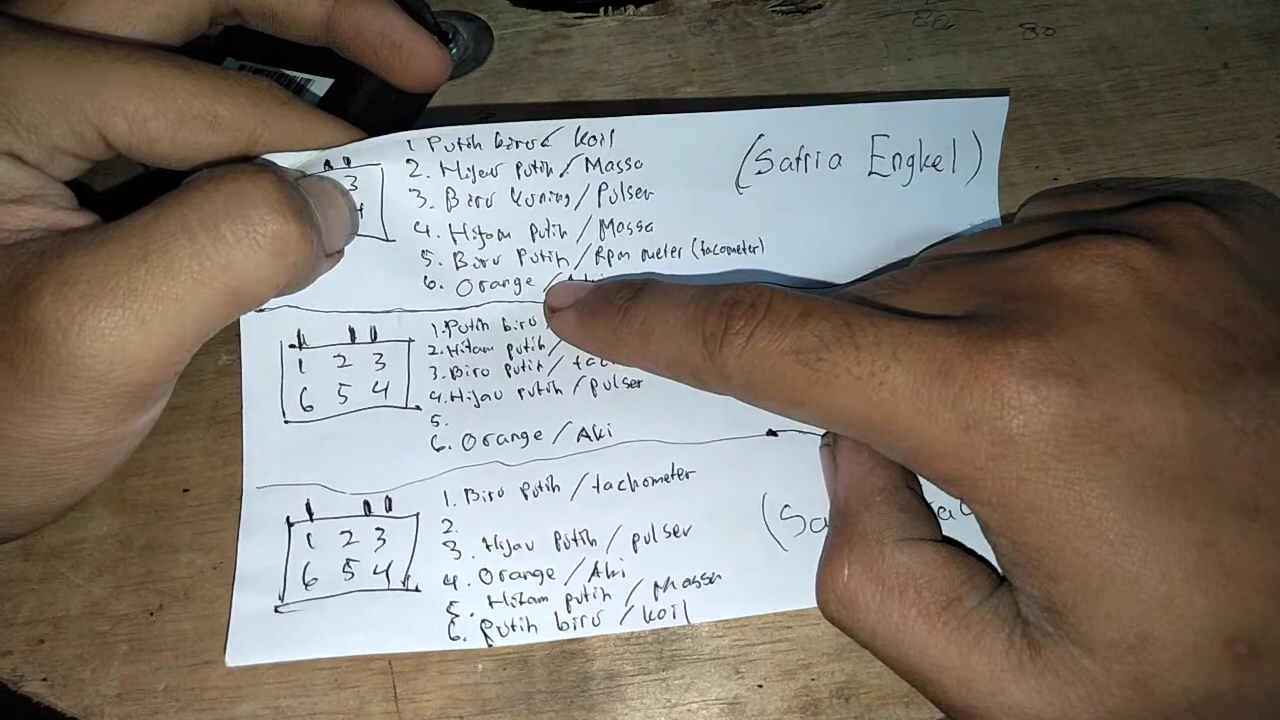 1 Putih biru / Koil
2. Hijau putih / Massa
3. Biru Kuning / Pulser
4. Hitam Putih / Massa
5. Biru Putih / Rpm meter (tacometer)
6. Orange / Aki
(Satria Engkel)
3
4
1. Putih biru
2. Hitam putih /
3. Biru putih / tac
4. Hijau putih / pulser
5.
6. Orange / Aki
1 2 3
6 5 4
1. Biru putih / tachometer
2.
3. Hijau Putih / pulser
4. Orange / Aki
5. Hitam putih / Massa
6. Putih biru / koil
1 2 3
6 5 4
(Sa
80